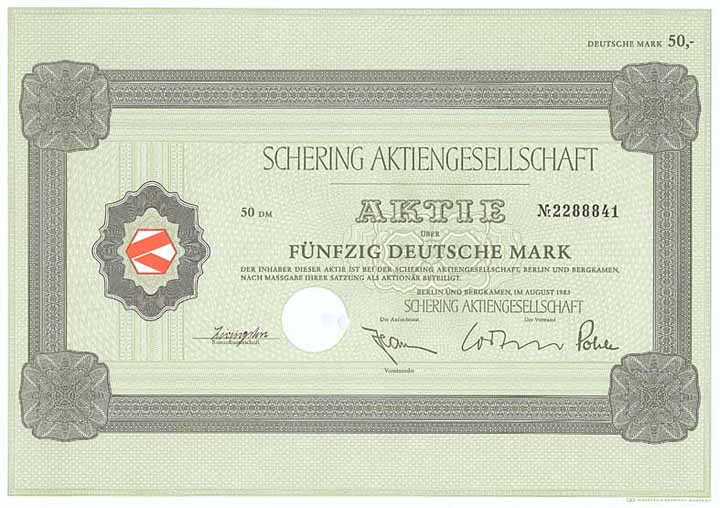 DEUTSCHE MARK 50,-
SCHERING AKTIENGESELLSCHAFT
50 DM
AKTIE
№ 2288841
ÜBER
FÜNFZIG DEUTSCHE MARK
DER INHABER DIESER AKTIE IST BEI DER SCHERING AKTIENGESELLSCHAFT, BERLIN UND BERGKAMEN,
NACH MASSGABE IHRER SATZUNG ALS AKTIONÄR BETEILIGT.
BERLIN UND BERGKAMEN, IM AUGUST 1983
SCHERING AKTIENGESELLSCHAFT
Der Aufsichtsrat
Der Vorstand
Kontrollunterschrift
Vorsitzender